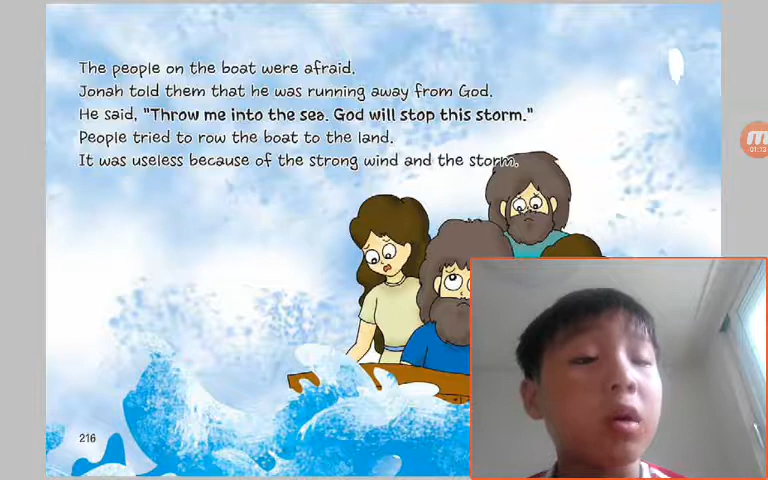 The people on the boat were afraid.
Jonah told them that he was running away from God.
He said, "Throw me into the sea. God will stop this storm."
People tried to row the boat to the land.
It was useless because of the strong wind and the storm.
216
01:13